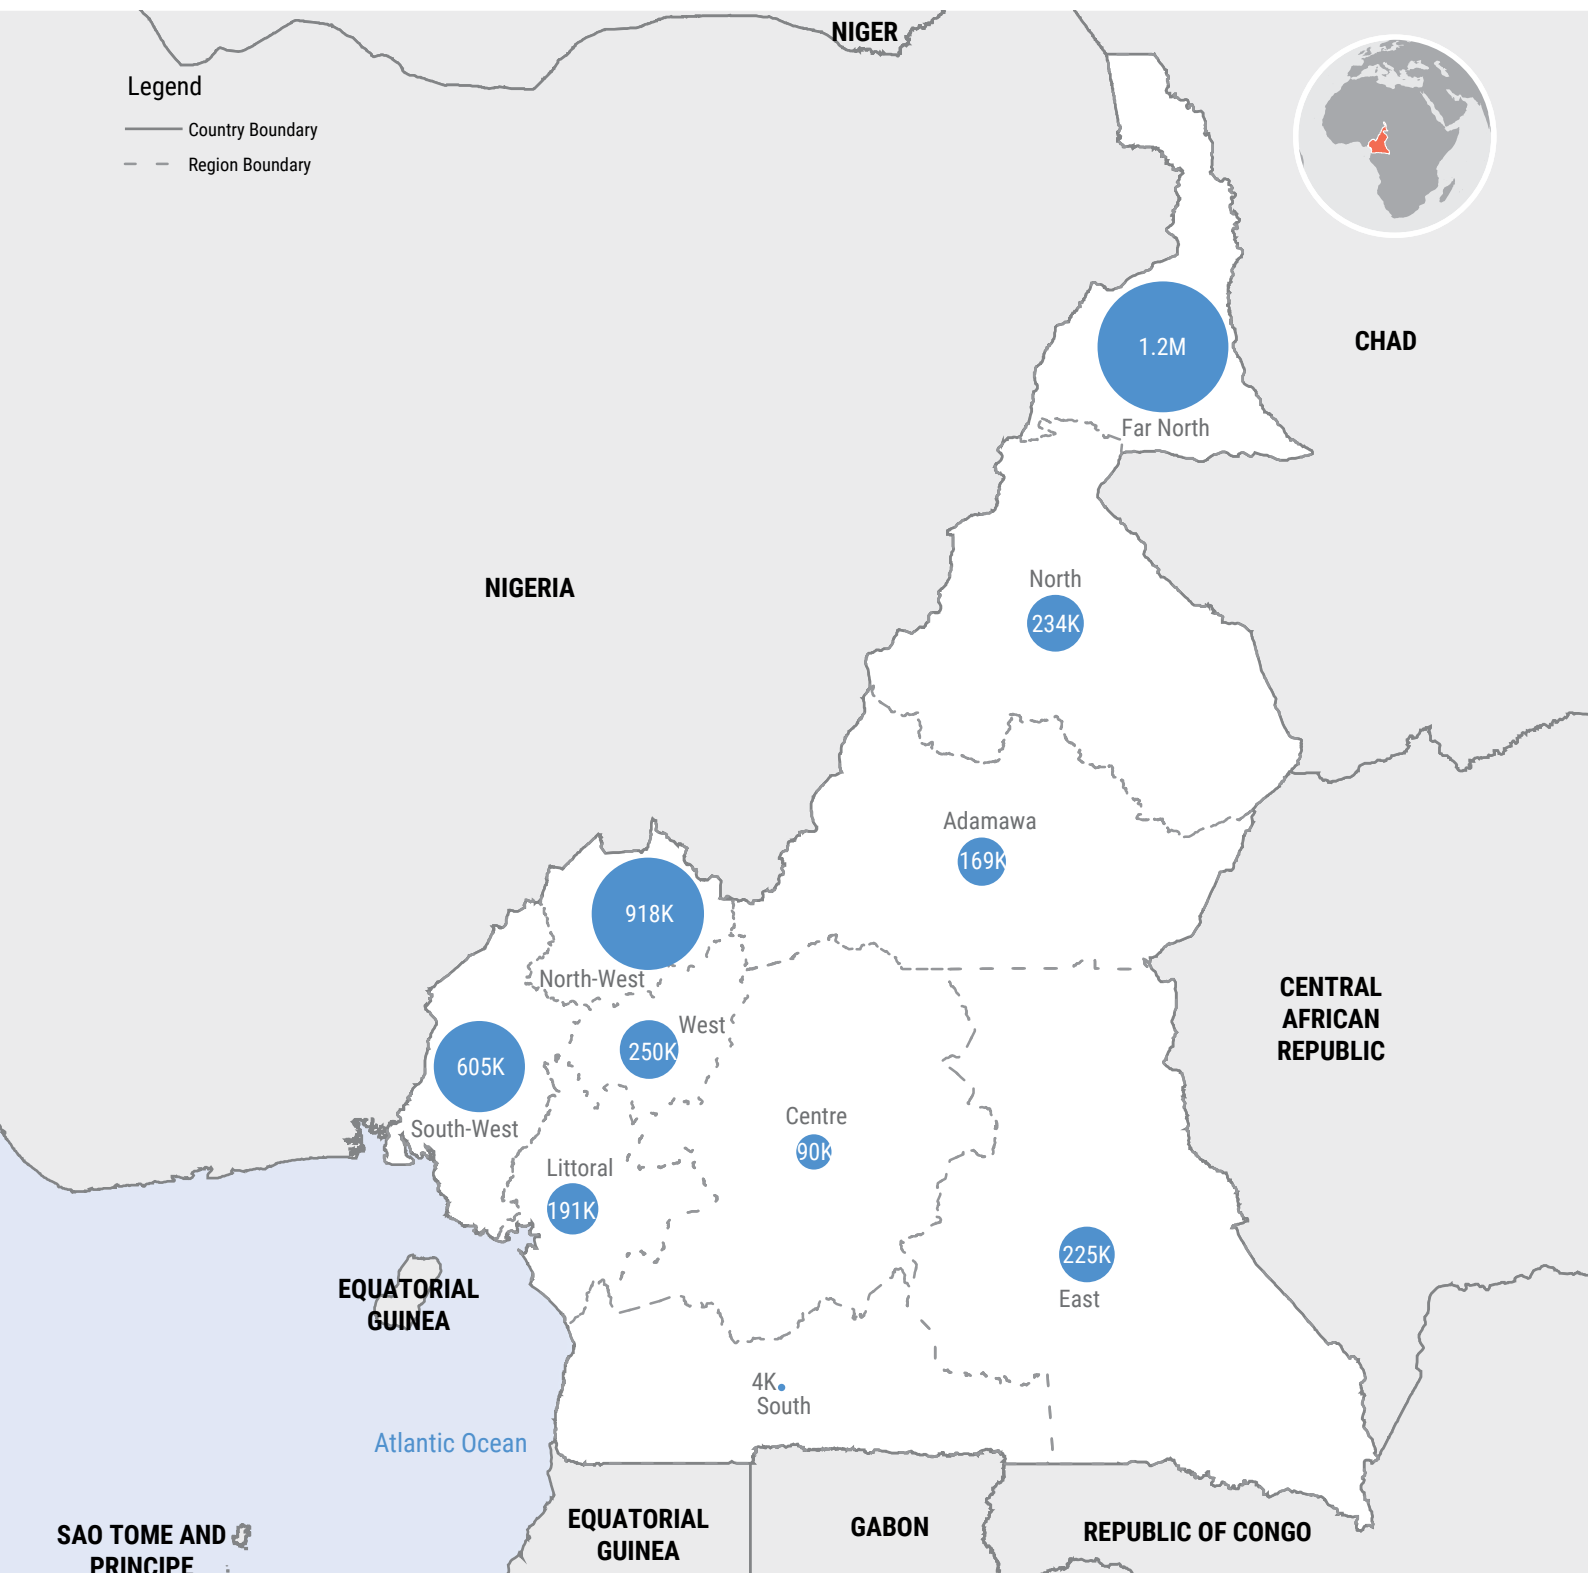 NIGER
Legend
Country Boundary
Region Boundary
CHAD
1.2M
Far North
NIGERIA
North
234K
Adamawa
169K
918K
North-West
CENTRAL
AFRICAN
REPUBLIC
West
250K
605K
South-West
Centre
90K
Littoral
191K
225K
East
EQUATORIAL
GUINEA
4K
South
Atlantic Ocean
EQUATORIAL
GUINEA
GABON
REPUBLIC OF CONGO
SAO TOME AND
PRINCIPE